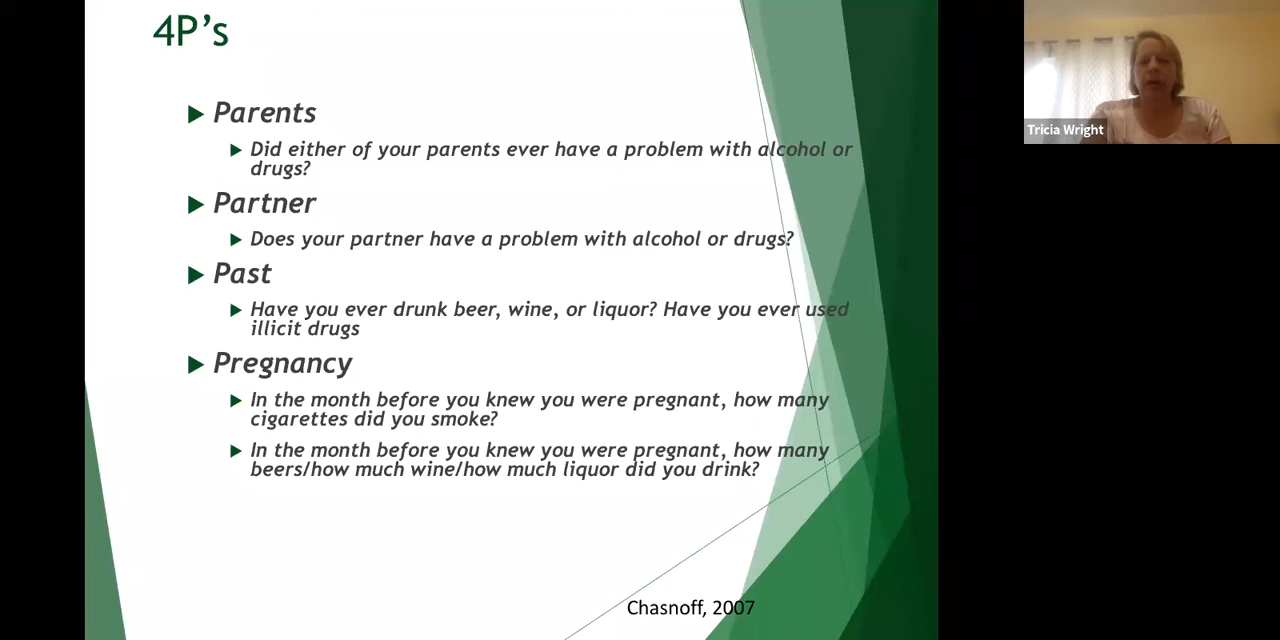 4P's
Parents
Did either of your parents ever have a problem with alcohol or
drugs?
Partner
Does your partner have a problem with alcohol or drugs?
Past
Have you ever drunk beer, wine, or liquor? Have you ever used
illicit drugs
Pregnancy
In the month before you knew you were pregnant, how many
cigarettes did you smoke?
In the month before you knew you were pregnant, how many
beers/how much wine/how much liquor did you drink?
Chasnoff, 2007
Tricia Wright